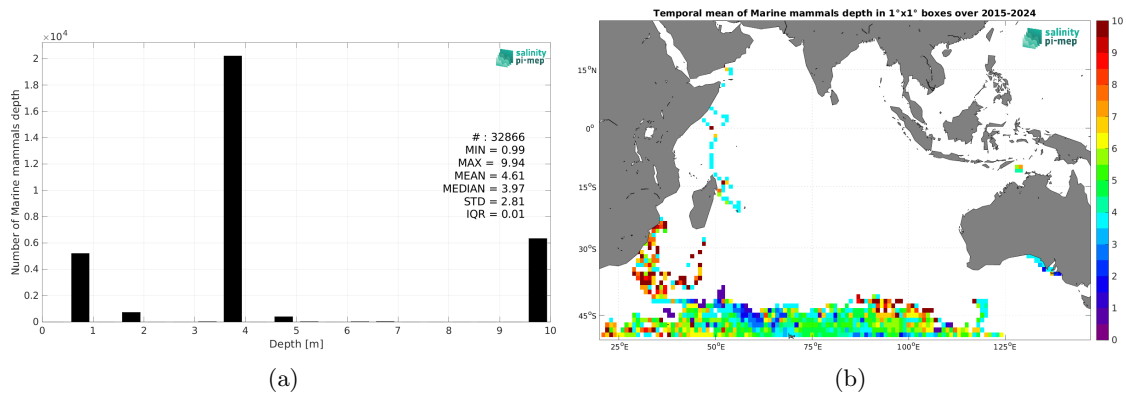 ×10⁴
2
1.8
1.6
1.4
1.2
1
0.8
0.6
0.4
0.2
0
Number of Marine mammals depth
0 1 2 3 4 5 6 7 8 9 10
Depth [m]
salinity
pi-mep
# : 32866
MIN = 0.99
MAX = 9.94
MEAN = 4.61
MEDIAN = 3.97
STD = 2.81
IQR = 0.01
(a)
Temporal mean of Marine mammals depth in 1°x1° boxes over 2015-2024
salinity
pi-mep
15°N
0°
15°S
30°S
45°S
25°E 50°E 75°E 100°E 125°E
10
9
8
7
6
5
4
3
2
1
0
(b)